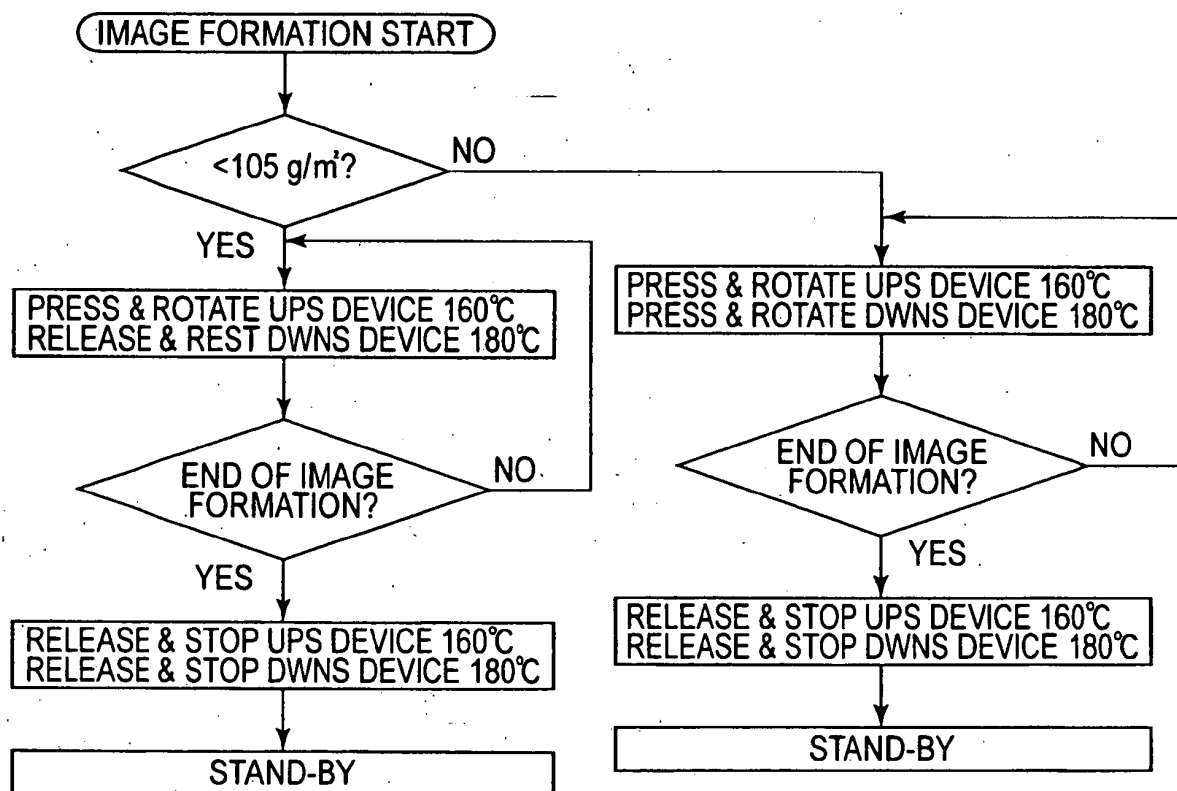 IMAGE FORMATION START
<105 g/m²?
NO
YES
PRESS & ROTATE UPS DEVICE 160℃
RELEASE & REST DWNS DEVICE 180℃
END OF IMAGE
FORMATION?
NO
YES
RELEASE & STOP UPS DEVICE 160℃
RELEASE & STOP DWNS DEVICE 180℃
STAND-BY
PRESS & ROTATE UPS DEVICE 160℃
PRESS & ROTATE DWNS DEVICE 180℃
END OF IMAGE
FORMATION?
NO
YES
RELEASE & STOP UPS DEVICE 160℃
RELEASE & STOP DWNS DEVICE 180℃
STAND-BY